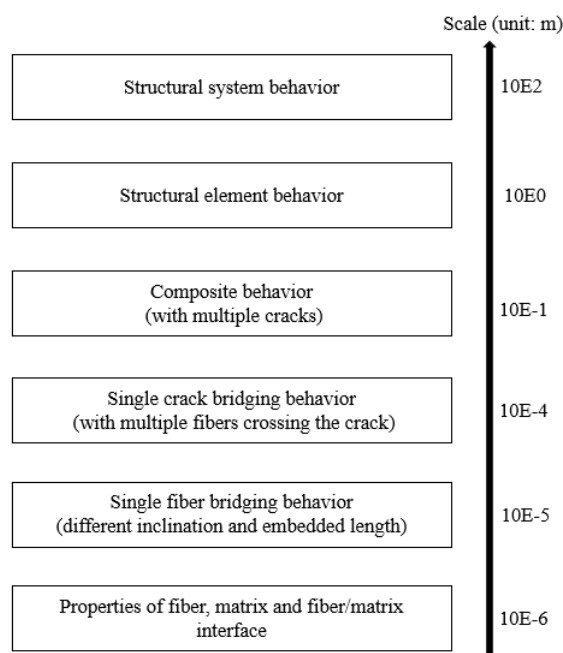 Scale (unit: m)
Structural system behavior
10E2
Structural element behavior
10E0
Composite behavior
(with multiple cracks)
10E-1
Single crack bridging behavior
(with multiple fibers crossing the crack)
10E-4
Single fiber bridging behavior
(different inclination and embedded length)
10E-5
Properties of fiber, matrix and fiber/matrix
interface
10E-6